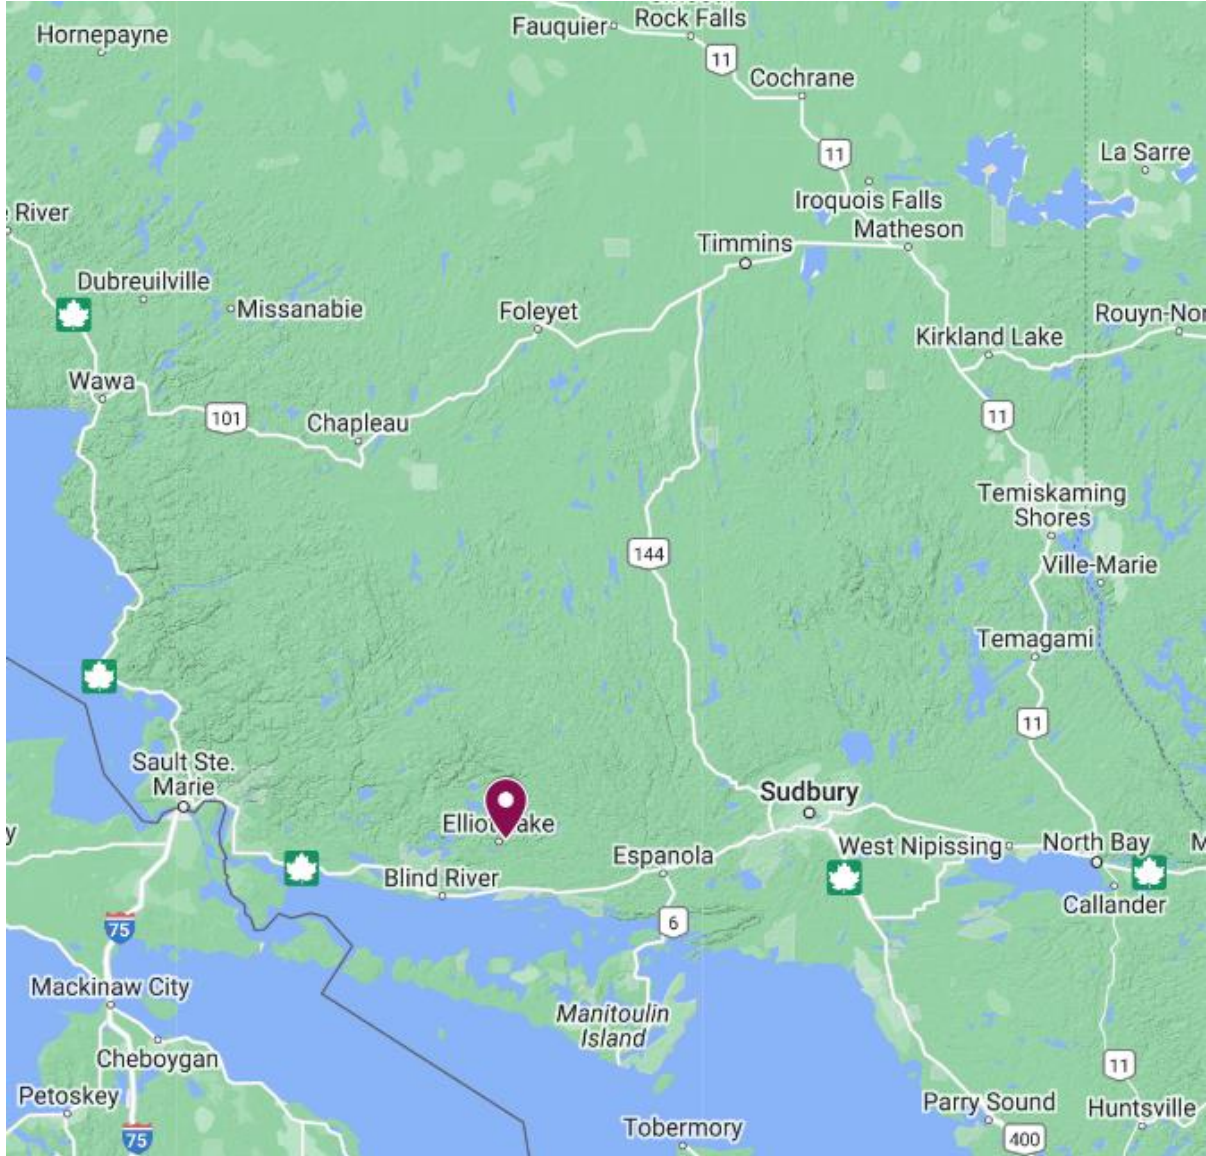 Rock Falls
Fauquier
Hornepayne
11
Cochrane
11
La Sarre
Iroquois Falls
River
Matheson
Timmins
Dubreuilville
Missanabie
Foleyet
Rouyn-Nor
Kirkland Lake
Wawa
101
Chapleau
11
Temiskaming
Shores
144
Ville-Marie
Temagami
11
Sault Ste.
Marie
Sudbury
Elliot Lake
y
West Nipissing
North Bay
M
Espanola
Blind River
Callander
6
75
Mackinaw City
Manitoulin
Island
Cheboygan
11
Petoskey
Parry Sound
Huntsville
Tobermory
75
400